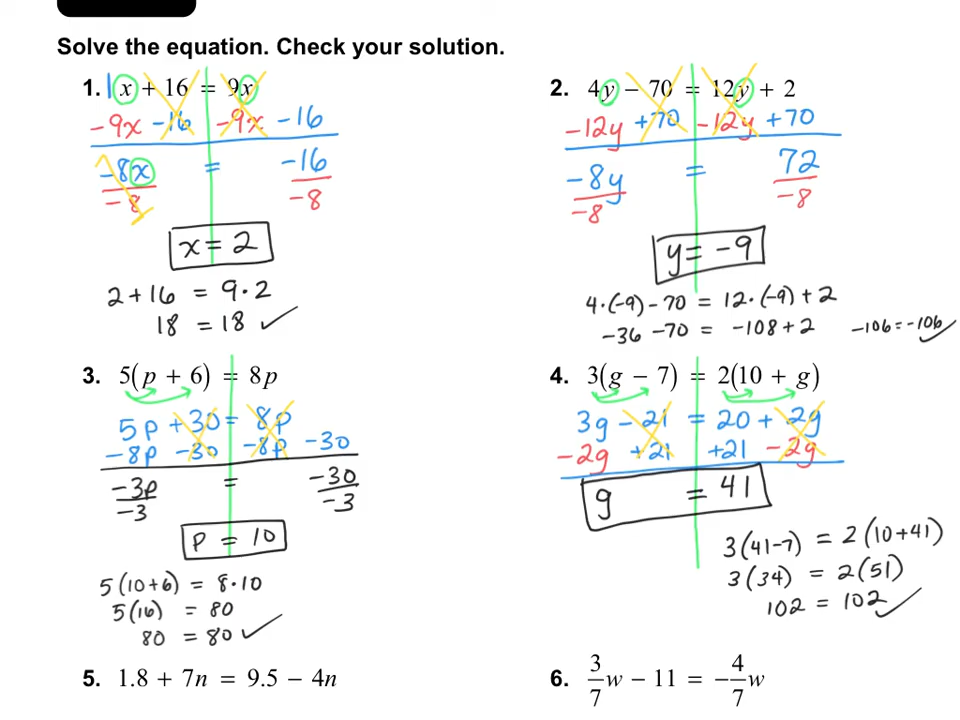 Solve the equation. Check your solution.
1. 1x + 16 = 9x
-9x -16 -9x -16
-8x = -16
-8 -8
x = 2
2 + 16 = 9 · 2
18 = 18 ✓
2. 4y − 70 = 12y + 2
-12y +70 -12y +70
-8y = 72
-8 -8
y = -9
4·(-9) - 70 = 12·(-9) + 2
-36 - 70 = -108 + 2 -106 = -106 ✓
3. 5(p + 6) = 8p
5p + 30 = 8p
-8p -30 -8p -30
-3p = -30
-3 -3
p = 10
5(10+6) = 8·10
5(16) = 80
80 = 80 ✓
4. 3(g − 7) = 2(10 + g)
3g - 21 = 20 + 2g
-2g +21 +21 -2g
g = 41
3(41-7) = 2(10+41)
3(34) = 2(51)
102 = 102 ✓
5. 1.8 + 7n = 9.5 − 4n
6. 3/7 w − 11 = −4/7 w